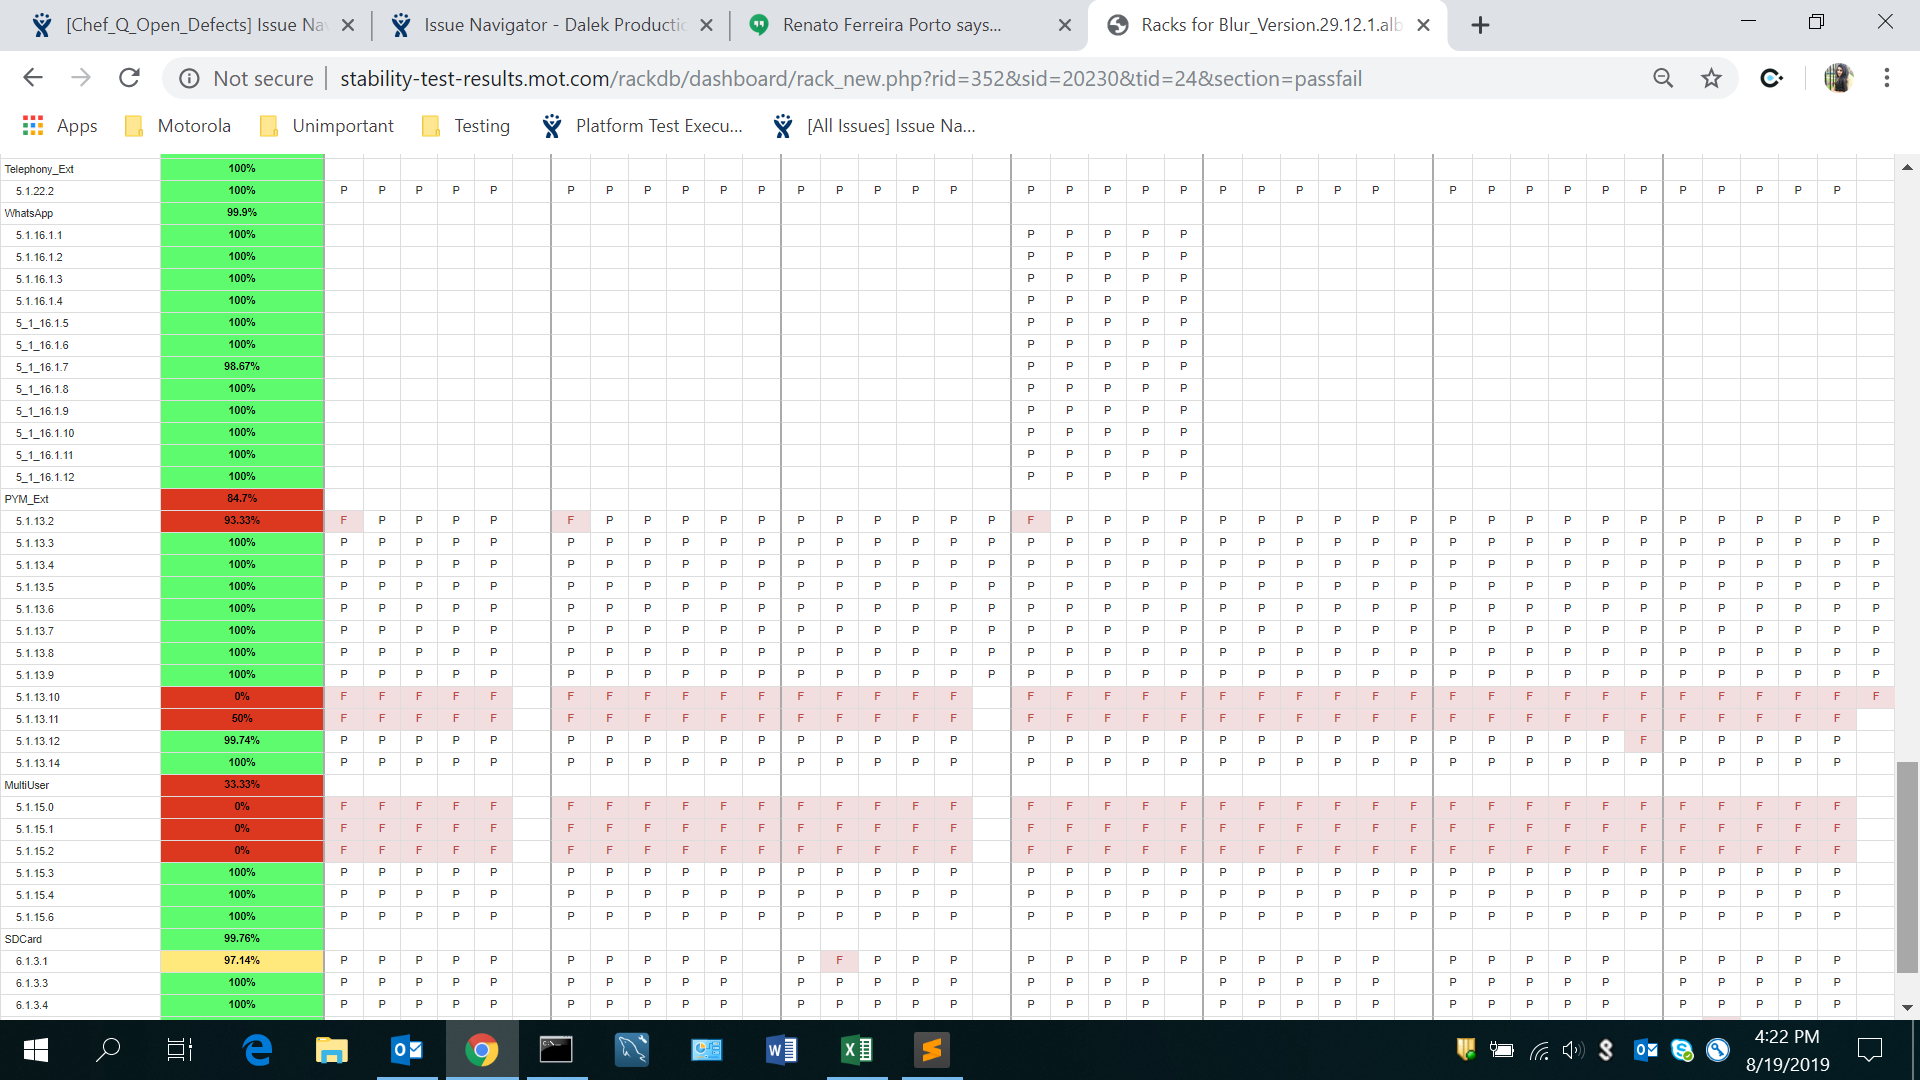 [Chef_Q_Open_Defects] Issue Na
Issue Navigator - Dalek Productio
Renato Ferreira Porto says...
Racks for Blur_Version.29.12.1.alb
Not secure | stability-test-results.mot.com/rackdb/dashboard/rack_new.php?rid=352&sid=20230&tid=24&section=passfail
Apps Motorola Unimportant Testing Platform Test Execu... [All Issues] Issue Na...
Telephony_Ext 100%
5.1.22.2 100% P P P P P P P P P P P P P P P P P P P P P P P P P P P P P P P P P P P P P
WhatsApp 99.9%
5.1.16.1.1 100% P P P P P
5.1.16.1.2 100% P P P P P
5.1.16.1.3 100% P P P P P
5.1.16.1.4 100% P P P P P
5_1_16.1.5 100% P P P P P
5_1_16.1.6 100% P P P P P
5_1_16.1.7 98.67% P P P P P
5_1_16.1.8 100% P P P P P
5_1_16.1.9 100% P P P P P
5_1_16.1.10 100% P P P P P
5_1_16.1.11 100% P P P P P
5_1_16.1.12 100% P P P P P
PYM_Ext 84.7%
5.1.13.2 93.33% F P P P P F P P P P P P P P P P P F P P P P P P P P P P P P P P P P P P P P P P
5.1.13.3 100% P P P P P P P P P P P P P P P P P P P P P P P P P P P P P P P P P P P P P P P P
5.1.13.4 100% P P P P P P P P P P P P P P P P P P P P P P P P P P P P P P P P P P P P P P P P
5.1.13.5 100% P P P P P P P P P P P P P P P P P P P P P P P P P P P P P P P P P P P P P P P P
5.1.13.6 100% P P P P P P P P P P P P P P P P P P P P P P P P P P P P P P P P P P P P P P P P
5.1.13.7 100% P P P P P P P P P P P P P P P P P P P P P P P P P P P P P P P P P P P P P P P P
5.1.13.8 100% P P P P P P P P P P P P P P P P P P P P P P P P P P P P P P P P P P P P P P P P
5.1.13.9 100% P P P P P P P P P P P P P P P P P P P P P P P P P P P P P P P P P P P P P P P P
5.1.13.10 0% F F F F F F F F F F F F F F F F F F F F F F F F F F F F F F F F F F F F F F F
5.1.13.11 50% F F F F F F F F F F F F F F F F F F F F F F F F F F F F F F F F F F F F F F
5.1.13.12 99.74% P P P P P P P P P P P P P P P P P P P P P P P P P P P P P P P P F P P P P P
5.1.13.14 100% P P P P P P P P P P P P P P P P P P P P P P P P P P P P P P P P P P P P P P
MultiUser 33.33%
5.1.15.0 0% F F F F F F F F F F F F F F F F F F F F F F F F F F F F F F F F F F F F F F
5.1.15.1 0% F F F F F F F F F F F F F F F F F F F F F F F F F F F F F F F F F F F F F F
5.1.15.2 0% F F F F F F F F F F F F F F F F F F F F F F F F F F F F F F F F F F F F F F
5.1.15.3 100% P P P P P P P P P P P P P P P P P P P P P P P P P P P P P P P P P P P P P P
5.1.15.4 100% P P P P P P P P P P P P P P P P P P P P P P P P P P P P P P P P P P P P P P
5.1.15.6 100% P P P P P P P P P P P P P P P P P P P P P P P P P P P P P P P P P P P P P P
SDCard 99.76%
6.1.3.1 97.14% P P P P P P P P P P P F P P P P P P P P P P P P P P P P P P P P P P P
6.1.3.3 100% P P P P P P P P P P P P P P P P P P P P P P P P P P P P P P P P P P
6.1.3.4 100% P P P P P P P P P P P P P P P P P P P P P P P P P P P P P P P P P P
4:22 PM
8/19/2019